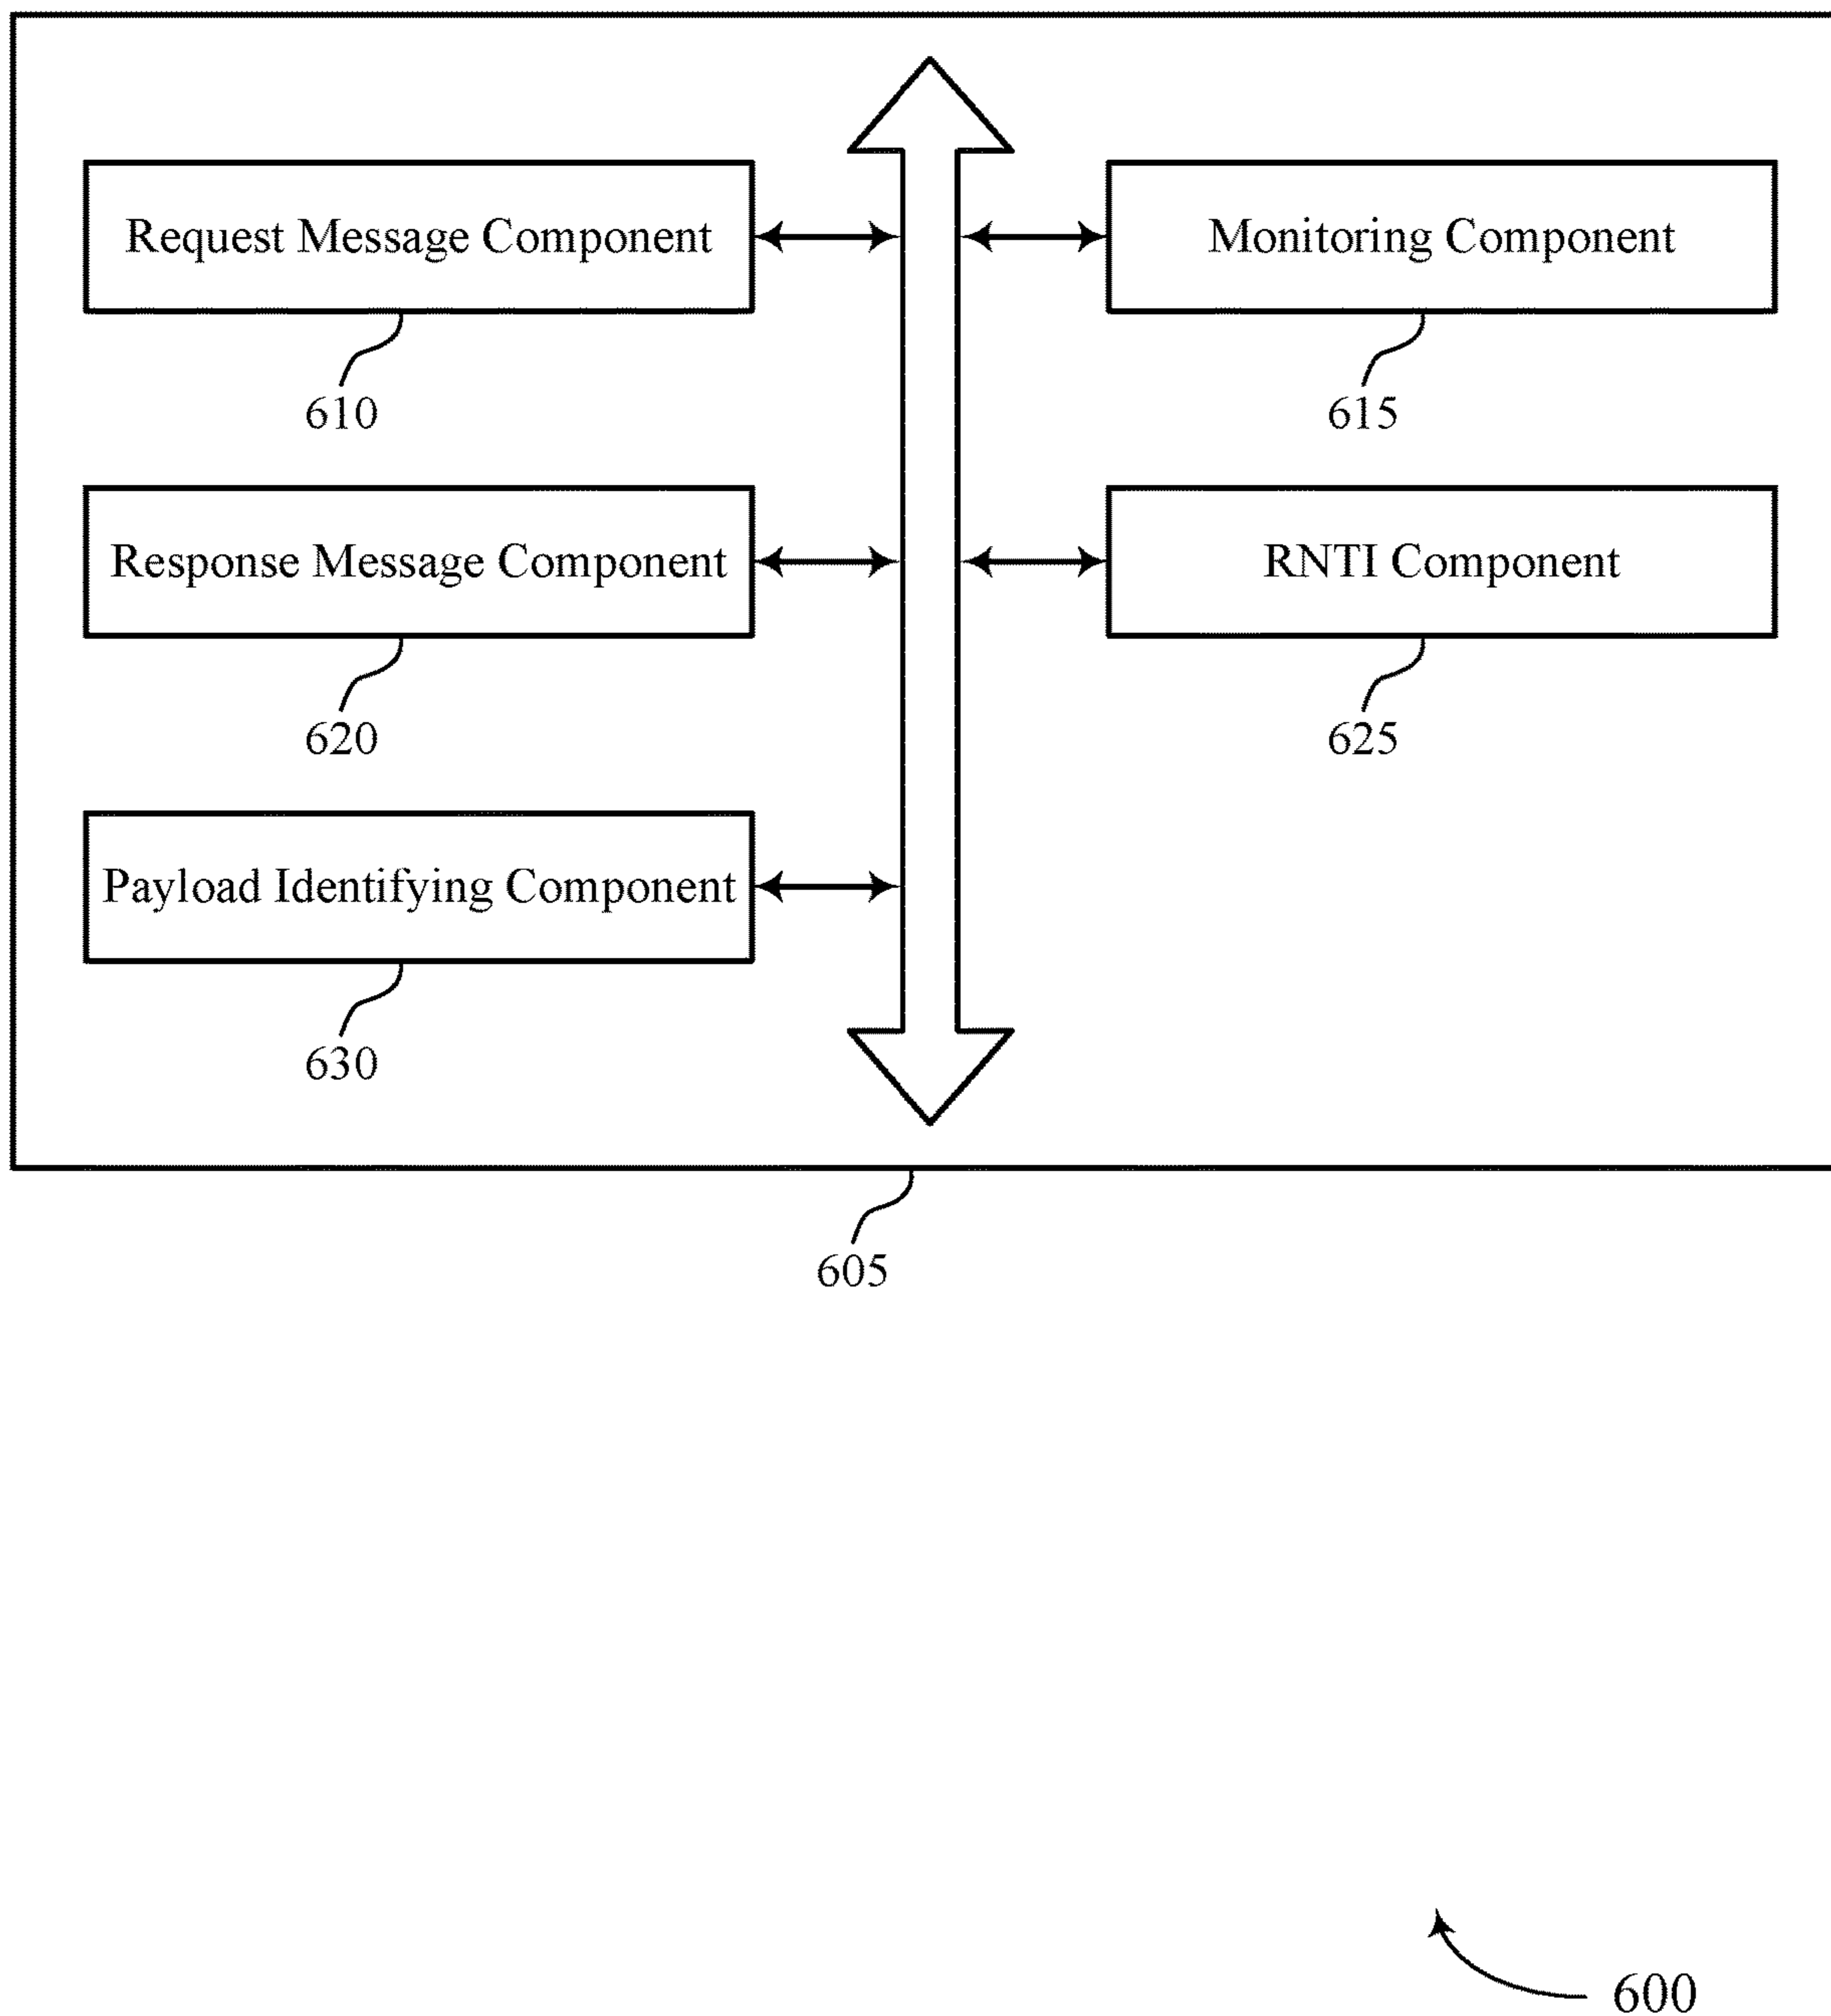 Request Message Component
Monitoring Component
610
615
Response Message Component
RNTI Component
620
625
Payload Identifying Component
630
605
600